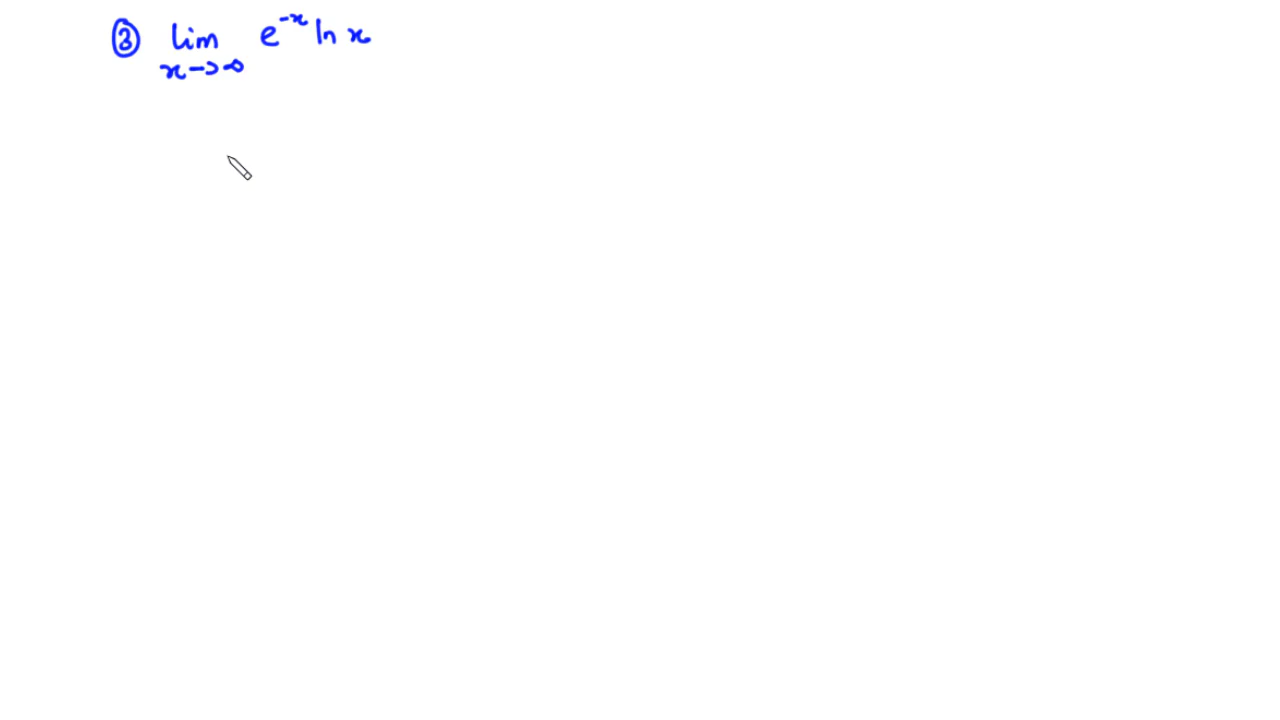 ③ lim e⁻ˣ ln x
x→∞